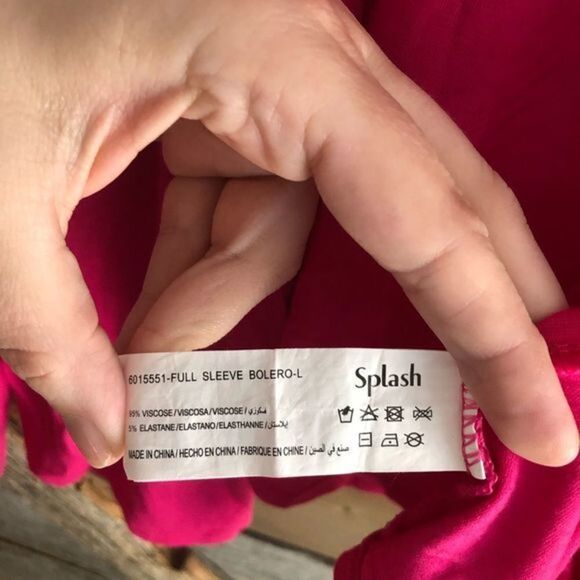 6015551-FULL SLEEVE BOLERO-L
Splash
95% VISCOSE / VISCOSA / VISCOSE / فسكوزي
5% ELASTANE / ELASTANO / ELASTHANNE / إيلاستان
MADE IN CHINA / HECHO EN CHINA / FABRIQUE EN CHINE / صنع في الصين